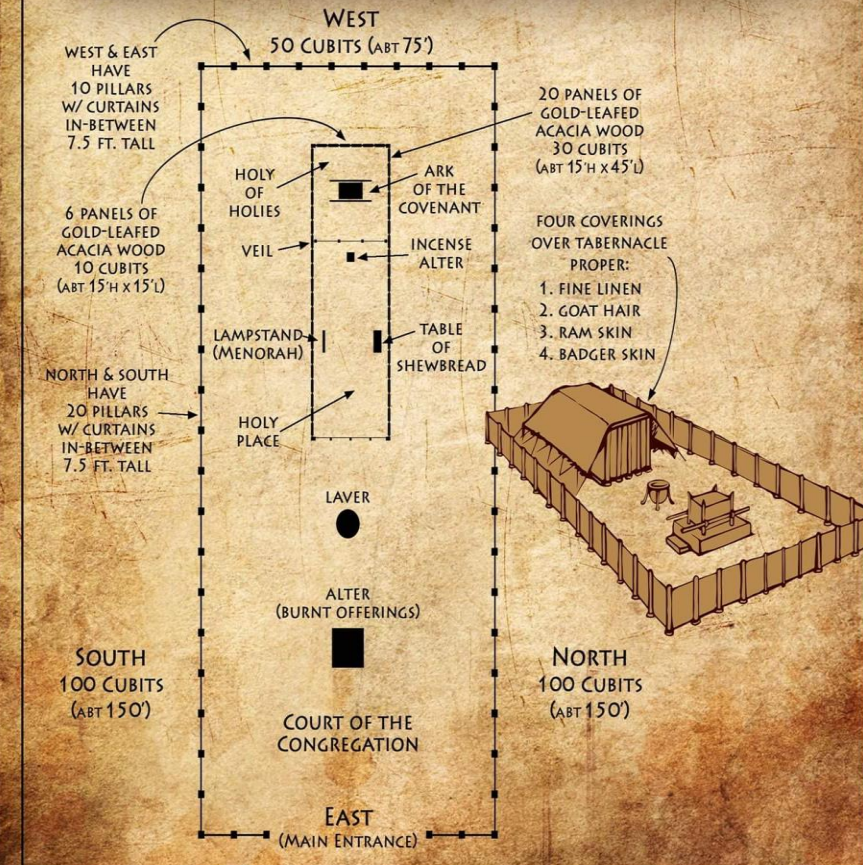 WEST
50 CUBITS (ABT 75')
WEST & EAST
HAVE
10 PILLARS
W/ CURTAINS
IN-BETWEEN
7.5 FT. TALL
20 PANELS OF
GOLD-LEAFED
ACACIA WOOD
30 CUBITS
(ABT 15'H X 45'L)
HOLY
OF
HOLIES
ARK
OF THE
COVENANT
6 PANELS OF
GOLD-LEAFED
ACACIA WOOD
10 CUBITS
(ABT 15'H X 15'L)
VEIL
INCENSE
ALTER
FOUR COVERINGS
OVER TABERNACLE
PROPER:
1. FINE LINEN
2. GOAT HAIR
3. RAM SKIN
4. BADGER SKIN
LAMPSTAND
(MENORAH)
TABLE
OF
SHEWBREAD
NORTH & SOUTH
HAVE
20 PILLARS
W/ CURTAINS
IN-BETWEEN
7.5 FT. TALL
HOLY
PLACE
LAVER
ALTER
(BURNT OFFERINGS)
SOUTH
100 CUBITS
(ABT 150')
NORTH
100 CUBITS
(ABT 150')
COURT OF THE
CONGREGATION
EAST
(MAIN ENTRANCE)